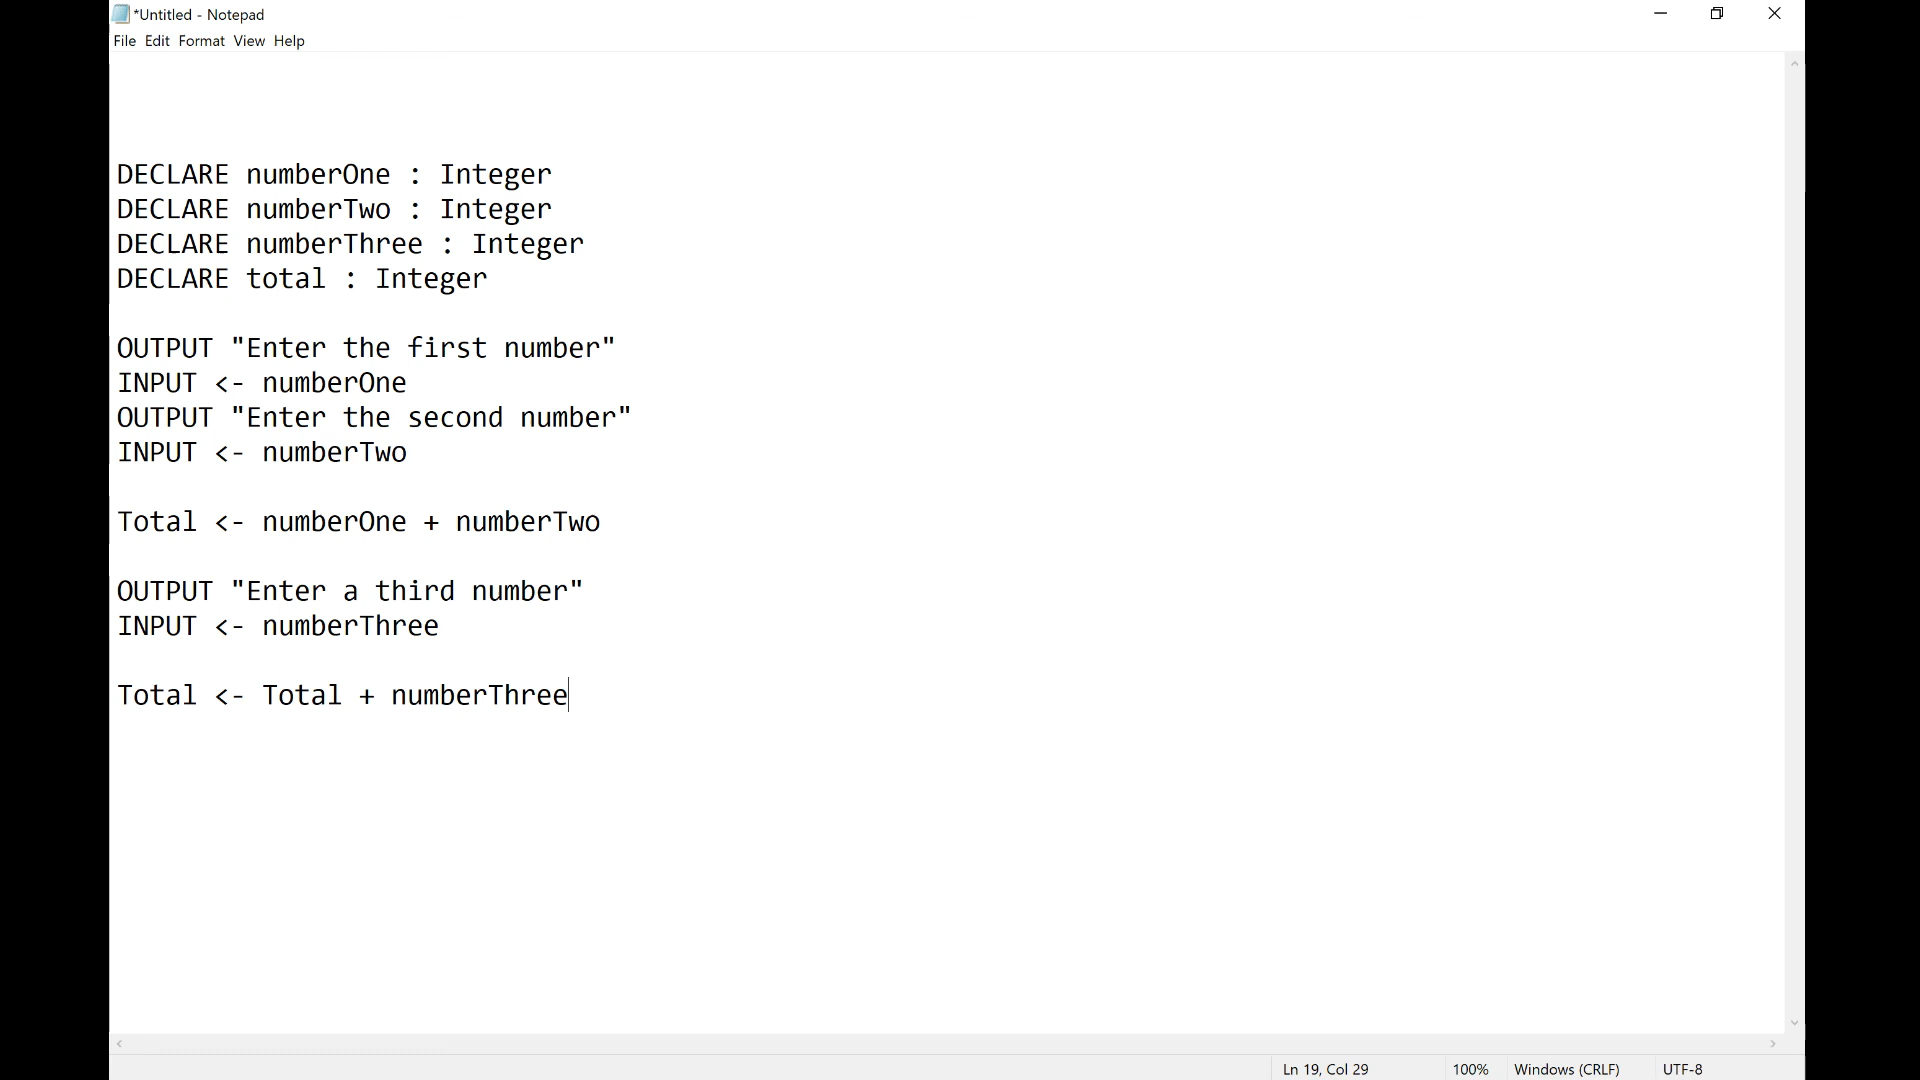 *Untitled - Notepad
File Edit Format View Help
DECLARE numberOne : Integer
DECLARE numberTwo : Integer
DECLARE numberThree : Integer
DECLARE total : Integer
OUTPUT "Enter the first number"
INPUT <- numberOne
OUTPUT "Enter the second number"
INPUT <- numberTwo
Total <- numberOne + numberTwo
OUTPUT "Enter a third number"
INPUT <- numberThree
Total <- Total + numberThree
Ln 19, Col 29 100% Windows (CRLF) UTF-8